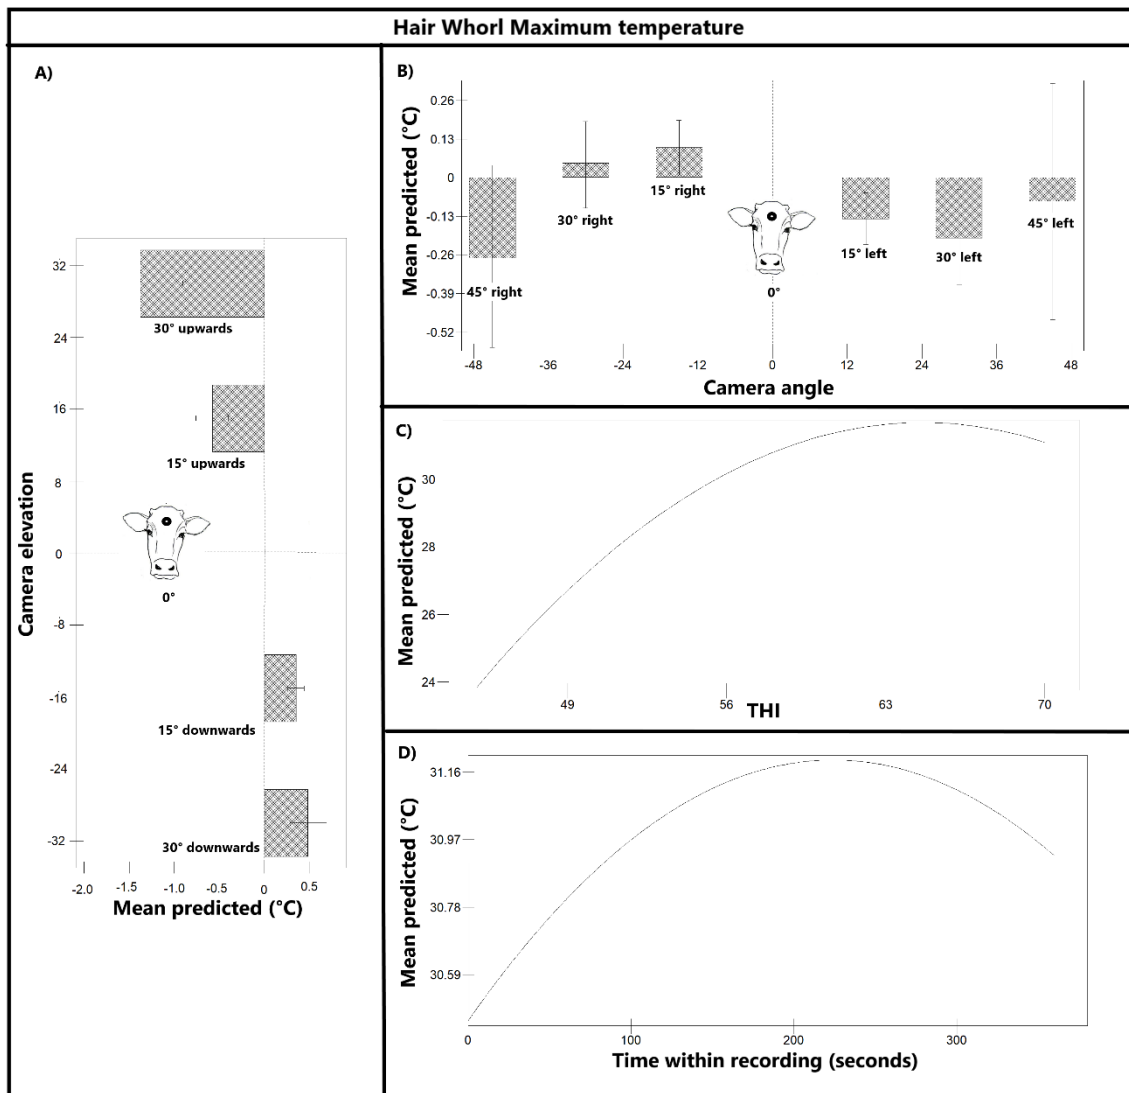 Hair Whorl Maximum temperature
A)
32
24
16
8
0
-8
-16
-24
-32
Camera elevation
30° upwards
15° upwards
0°
15° downwards
30° downwards
-2.0 -1.5 -1.0 -0.5 0 0.5
Mean predicted (°C)
B)
Mean predicted (°C)
0.26
0.13
0
-0.13
-0.26
-0.39
-0.52
45° right
30° right
15° right
0°
15° left
30° left
45° left
-48 -36 -24 -12 0 12 24 36 48
Camera angle
C)
Mean predicted (°C)
30
28
26
24
49 56 63 70
THI
D)
Mean predicted (°C)
31.16
30.97
30.78
30.59
0 100 200 300
Time within recording (seconds)